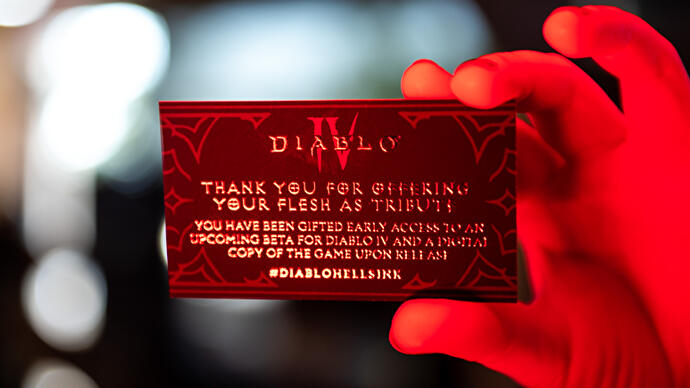 DIABLO
IV
THANK YOU FOR OFFERING
YOUR FLESH AS TRIBUTE
YOU HAVE BEEN GIFTED EARLY ACCESS TO AN
UPCOMING BETA FOR DIABLO IV AND A DIGITAL
COPY OF THE GAME UPON RELEASE
#DIABLOHELLSINK